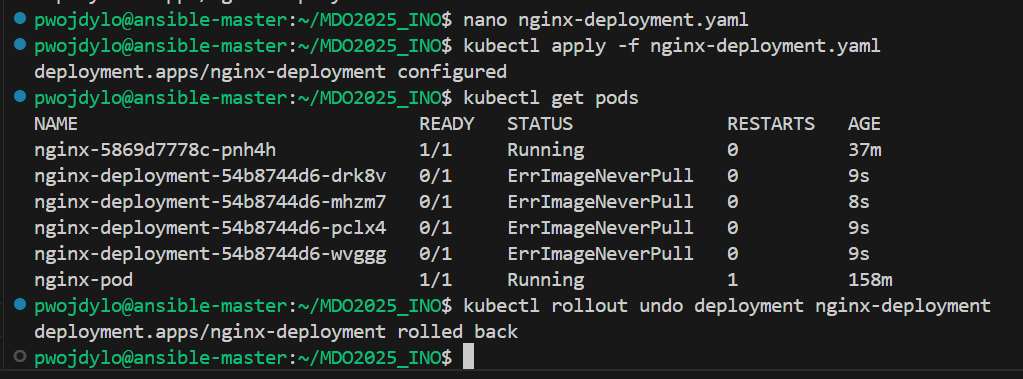 pwojdylo@ansible-master:~/MDO2025_INO$ nano nginx-deployment.yaml
pwojdylo@ansible-master:~/MDO2025_INO$ kubectl apply -f nginx-deployment.yaml
deployment.apps/nginx-deployment configured
pwojdylo@ansible-master:~/MDO2025_INO$ kubectl get pods
NAME READY STATUS RESTARTS AGE
nginx-5869d7778c-pnh4h 1/1 Running 0 37m
nginx-deployment-54b8744d6-drk8v 0/1 ErrImageNeverPull 0 9s
nginx-deployment-54b8744d6-mhzm7 0/1 ErrImageNeverPull 0 8s
nginx-deployment-54b8744d6-pclx4 0/1 ErrImageNeverPull 0 9s
nginx-deployment-54b8744d6-wvggg 0/1 ErrImageNeverPull 0 9s
nginx-pod 1/1 Running 1 158m
pwojdylo@ansible-master:~/MDO2025_INO$ kubectl rollout undo deployment nginx-deployment
deployment.apps/nginx-deployment rolled back
pwojdylo@ansible-master:~/MDO2025_INO$